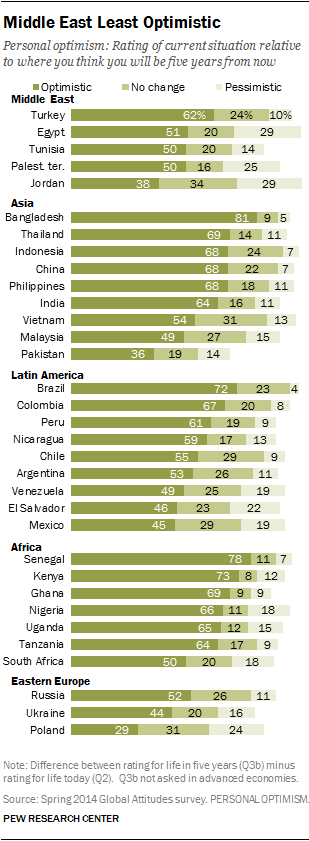 Middle East Least Optimistic
Personal optimism: Rating of current situation relative
to where you think you will be five years from now
Optimistic No change Pessimistic
Middle East
Turkey 62% 24% 10%
Egypt 51 20 29
Tunisia 50 20 14
Palest. ter. 50 16 25
Jordan 38 34 29
Asia
Bangladesh 81 9 5
Thailand 69 14 11
Indonesia 68 24 7
China 68 22 7
Philippines 68 18 11
India 64 16 11
Vietnam 54 31 13
Malaysia 49 27 15
Pakistan 36 19 14
Latin America
Brazil 72 23 4
Colombia 67 20 8
Peru 61 19 9
Nicaragua 59 17 13
Chile 55 29 9
Argentina 53 26 11
Venezuela 49 25 19
El Salvador 46 23 22
Mexico 45 29 19
Africa
Senegal 78 11 7
Kenya 73 8 12
Ghana 69 9 9
Nigeria 66 11 18
Uganda 65 12 15
Tanzania 64 17 9
South Africa 50 20 18
Eastern Europe
Russia 52 26 11
Ukraine 44 20 16
Poland 29 31 24
Note: Difference between rating for life in five years (Q3b) minus
rating for life today (Q2). Q3b not asked in advanced economies.
Source: Spring 2014 Global Attitudes survey. PERSONAL OPTIMISM.
PEW RESEARCH CENTER